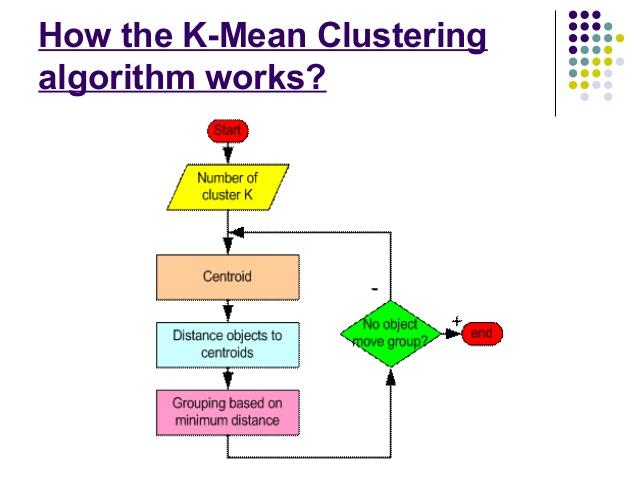 How the K-Mean Clustering
algorithm works?
Start
Number of
cluster K
Centroid
Distance objects to
centroids
Grouping based on
minimum distance
-
No object
move group?
+
end